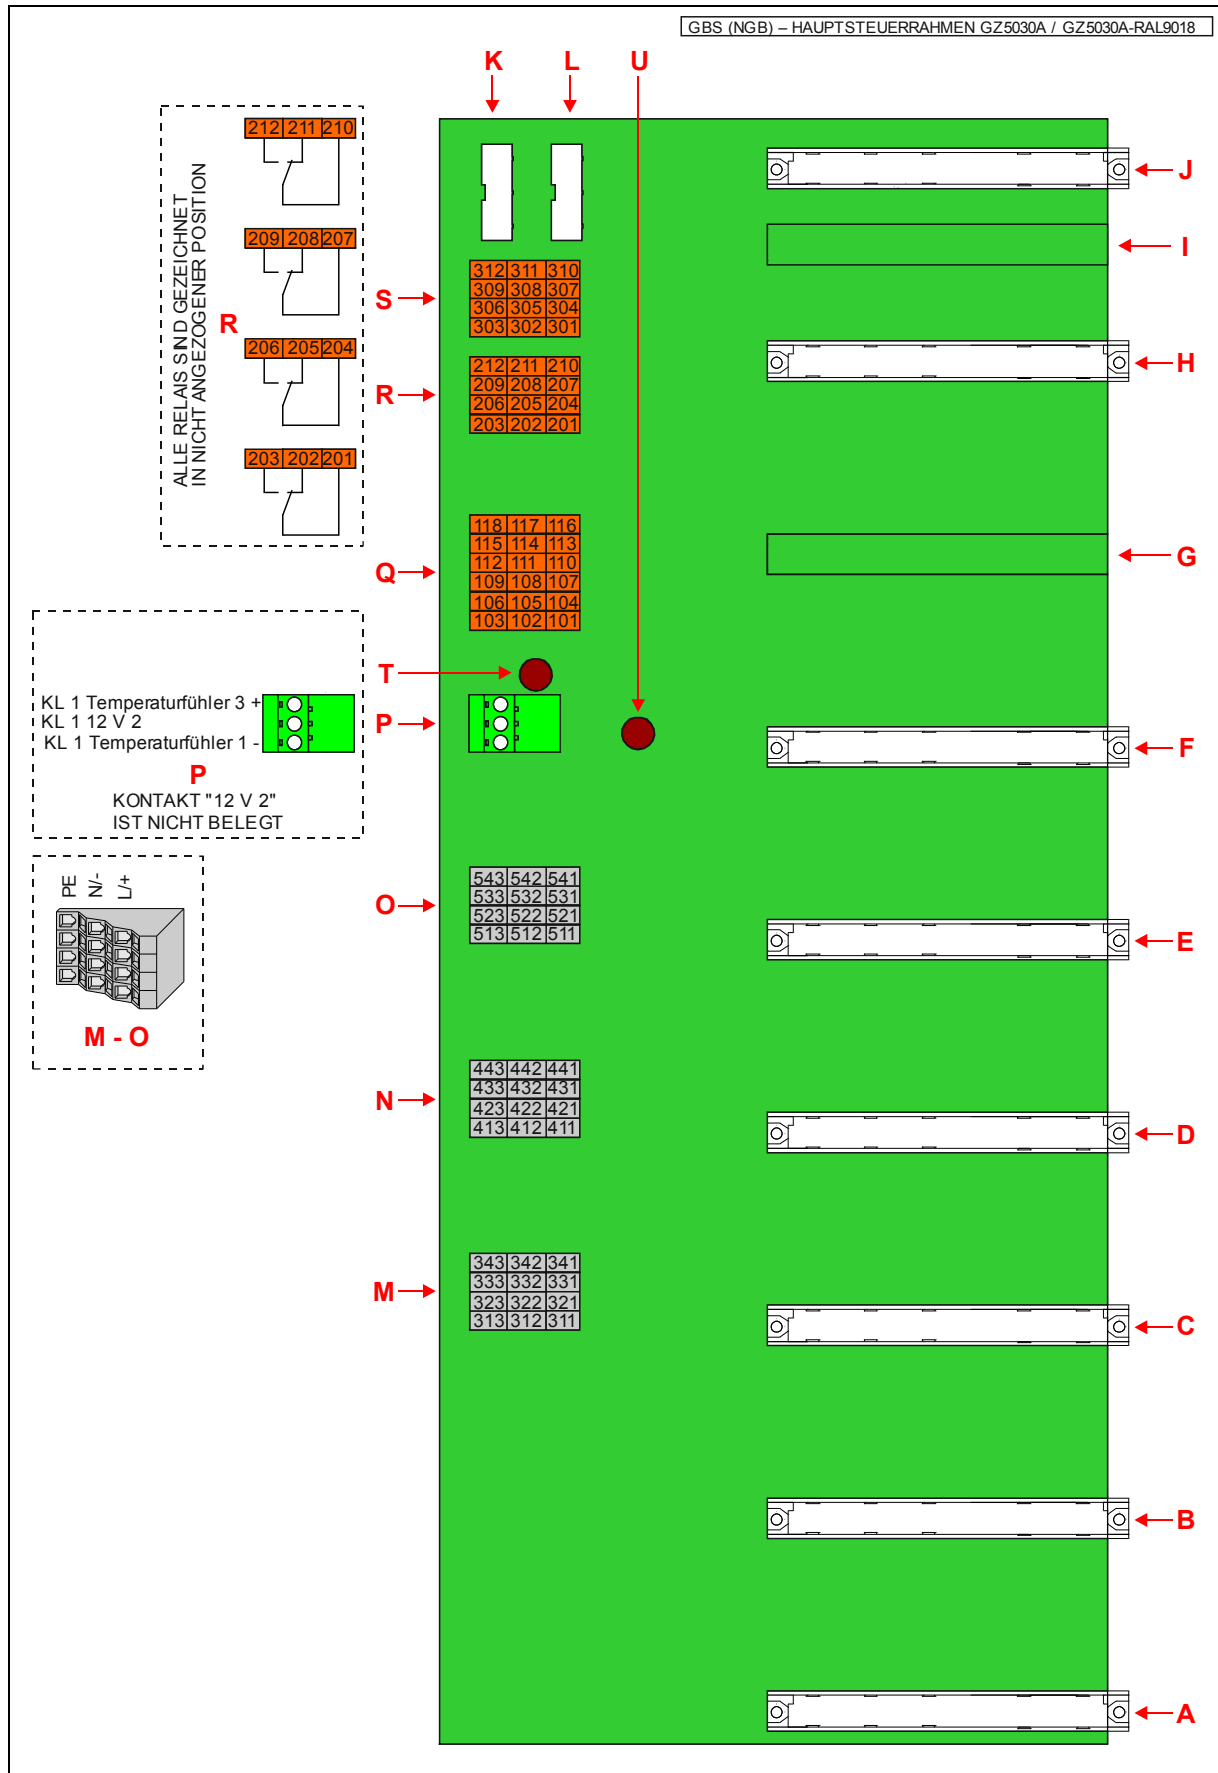 GBS (NGB) – HAUPTSTEUERRAHMEN GZ5030A / GZ5030A-RAL9018
K
L
U
212 211 210
209 208 207
206 205 204
203 202 201
ALLE RELAIS SIND GEZEICHNET
IN NICHT ANGEZOGENER POSITION
R
J
I
H
G
F
E
D
C
B
A
S
312 311 310
309 308 307
306 305 304
303 302 301
R
212 211 210
209 208 207
206 205 204
203 202 201
Q
118 117 116
115 114 113
112 111 110
109 108 107
106 105 104
103 102 101
T
P
KL 1 Temperaturfühler 3 +
KL 1 12 V 2
KL 1 Temperaturfühler 1 -
P
KONTAKT "12 V 2"
IST NICHT BELEGT
PE
N/-
L/+
M - O
O
543 542 541
533 532 531
523 522 521
513 512 511
N
443 442 441
433 432 431
423 422 421
413 412 411
M
343 342 341
333 332 331
323 322 321
313 312 311